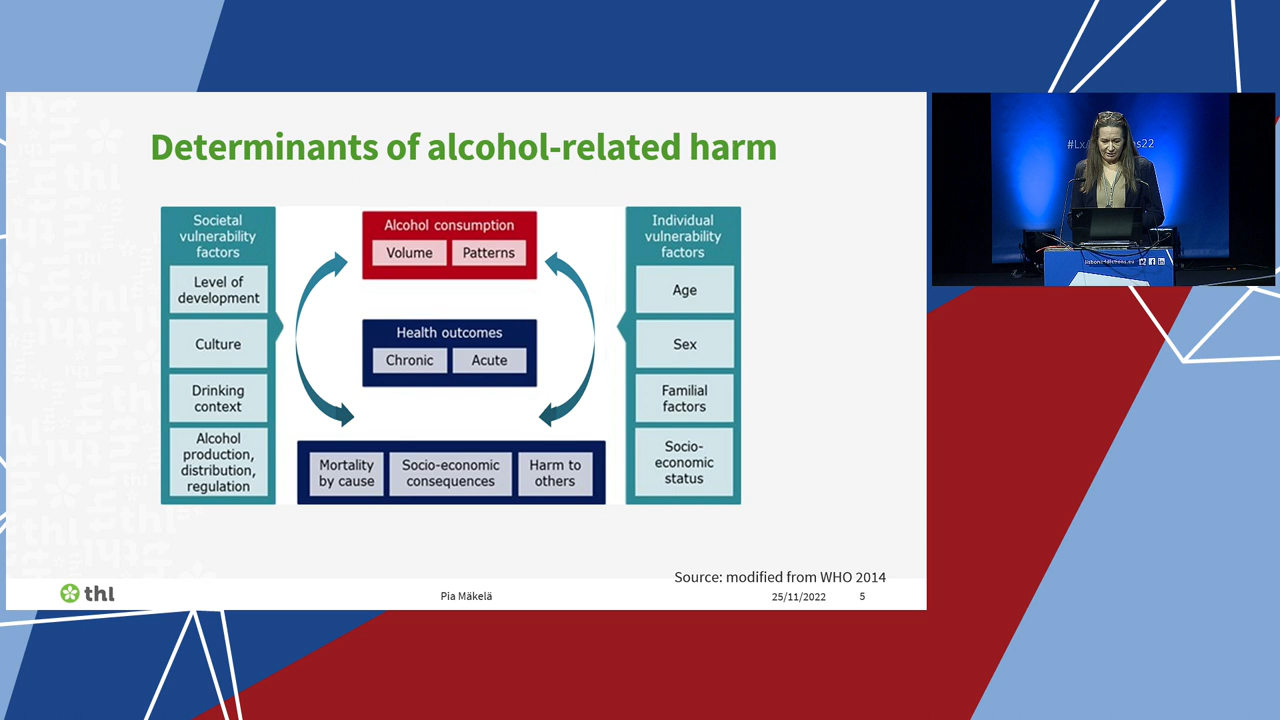 Determinants of alcohol-related harm
Societal
vulnerability
factors
Level of
development
Culture
Drinking
context
Alcohol
production,
distribution,
regulation
Alcohol consumption
Volume
Patterns
Health outcomes
Chronic
Acute
Mortality
by cause
Socio-economic
consequences
Harm to
others
Individual
vulnerability
factors
Age
Sex
Familial
factors
Socio-
economic
status
Source: modified from WHO 2014
thl
Pia Mäkelä
25/11/2022
5